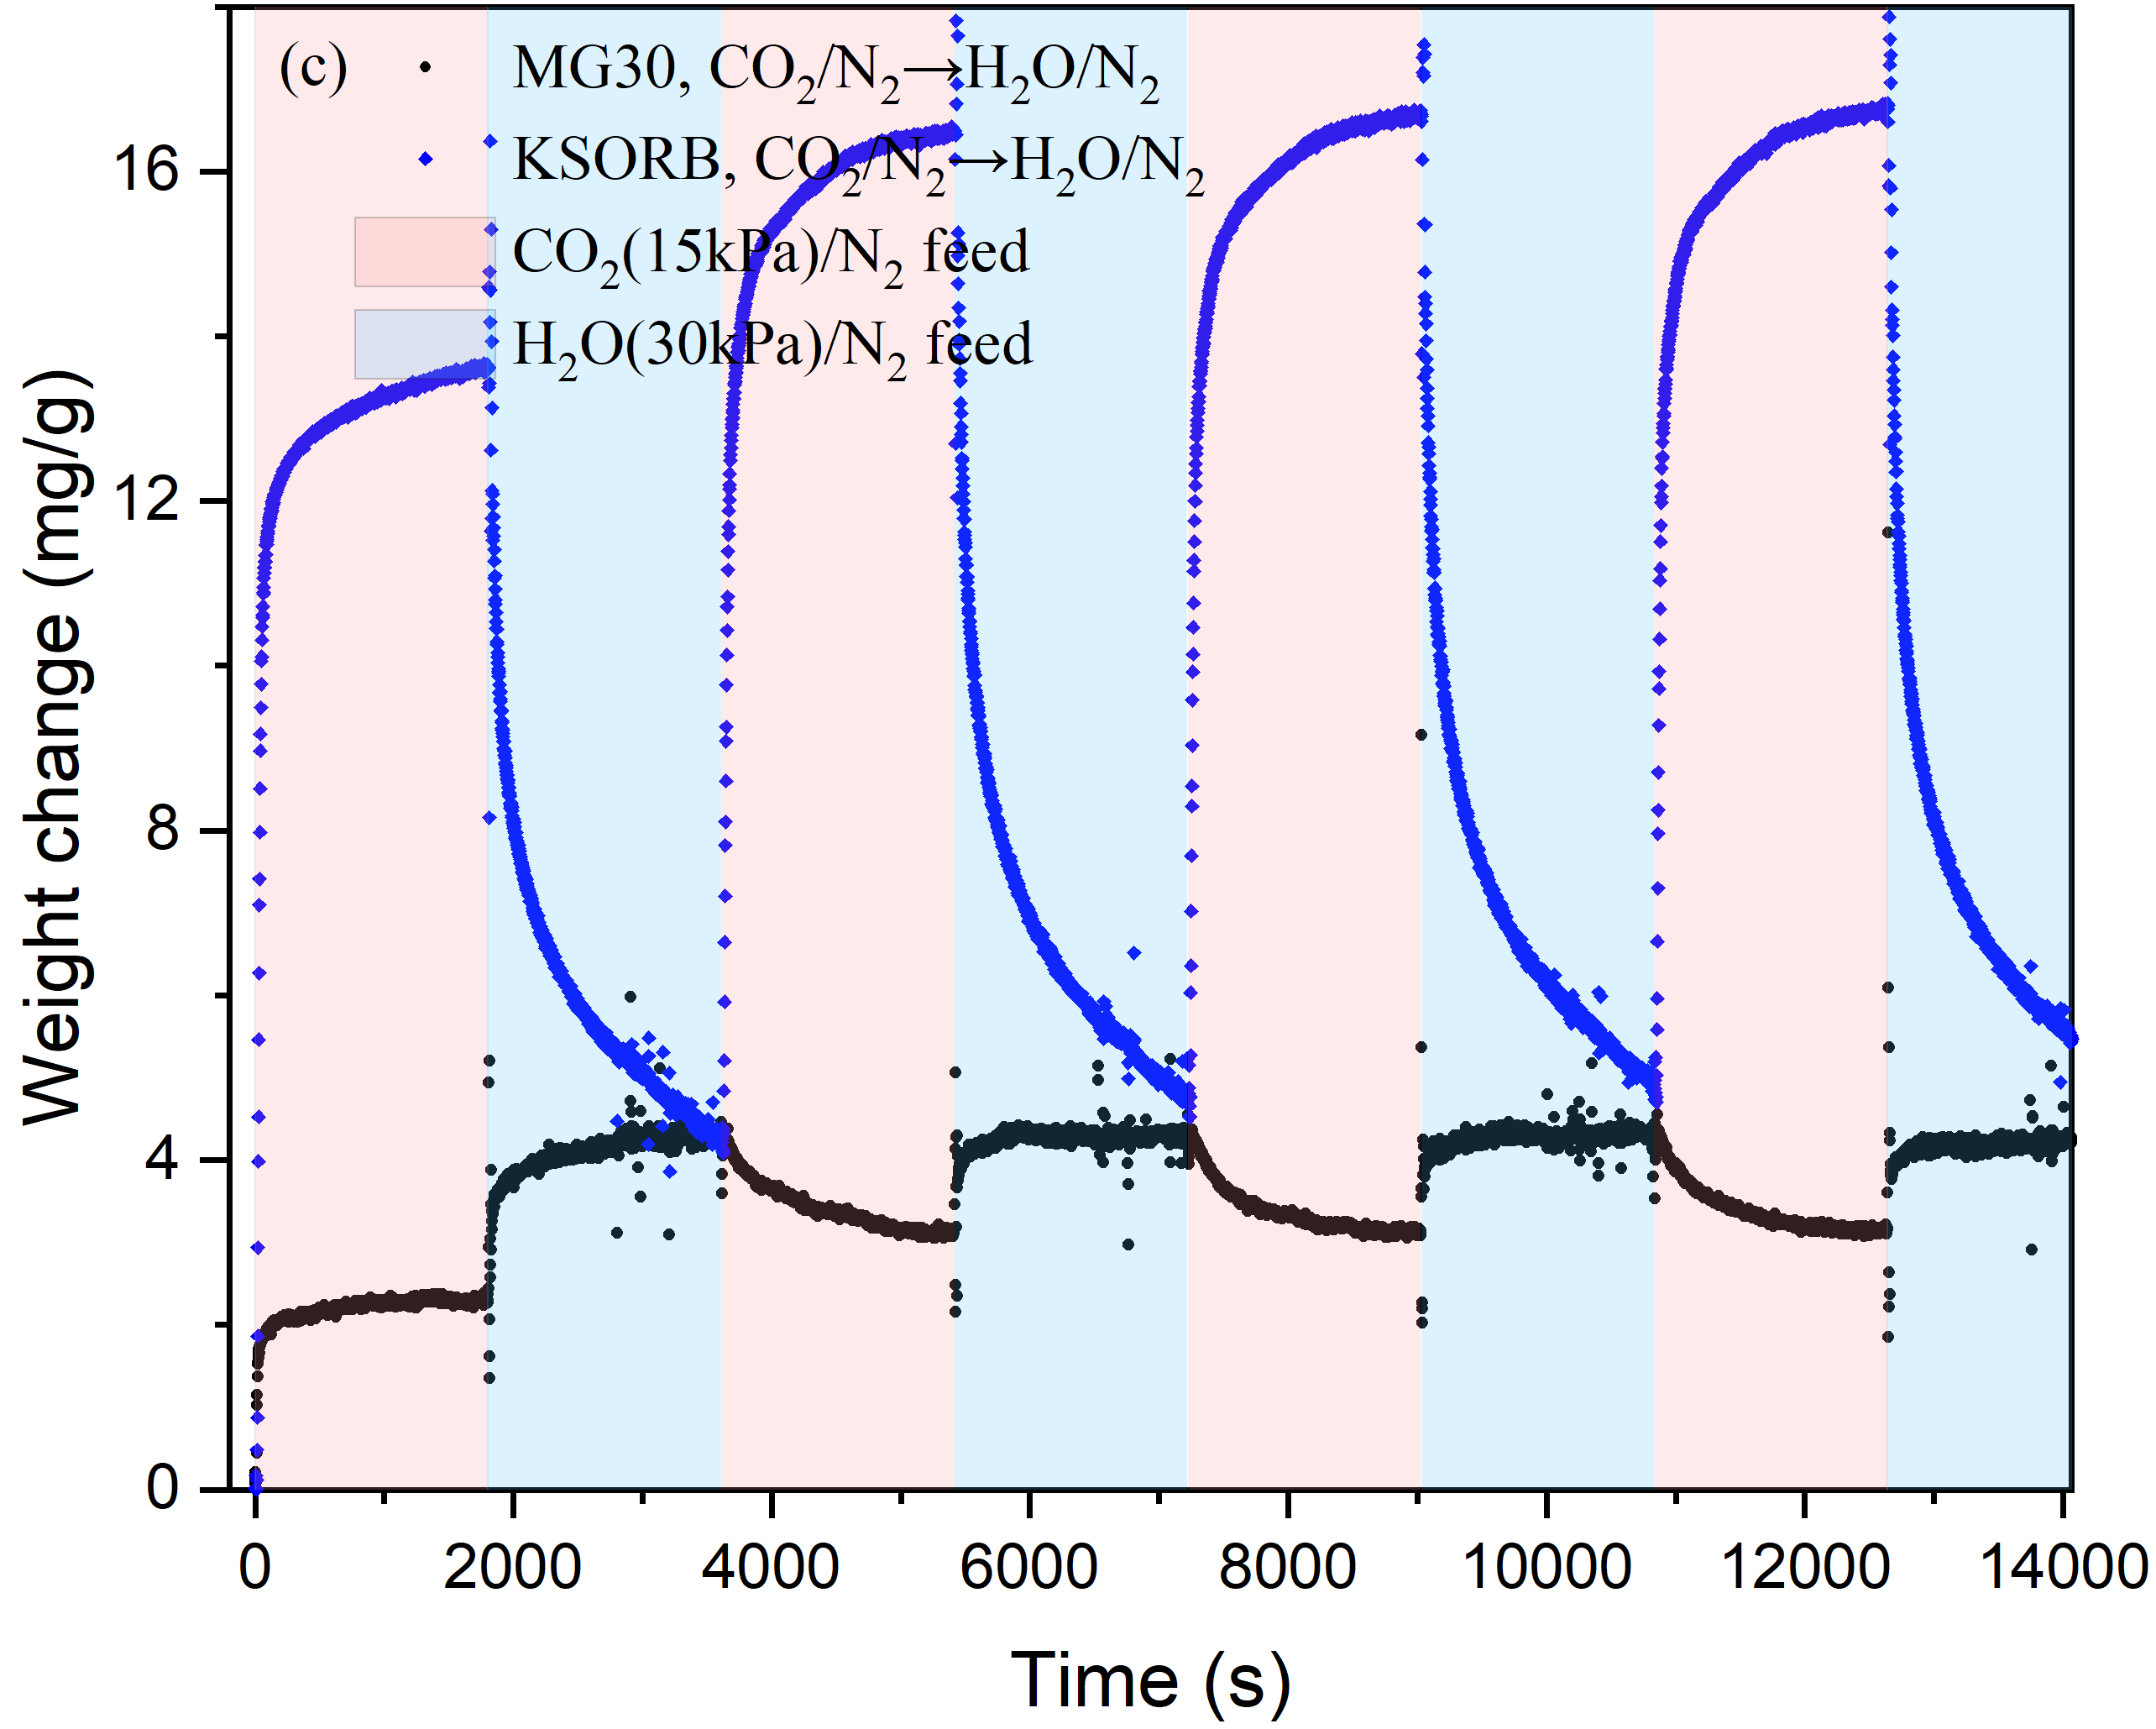 (c) MG30, CO₂/N₂→H₂O/N₂
KSORB, CO₂/N₂→H₂O/N₂
CO₂(15kPa)/N₂ feed
H₂O(30kPa)/N₂ feed
Weight change (mg/g)
16
12
8
4
0
0 2000 4000 6000 8000 10000 12000 14000
Time (s)